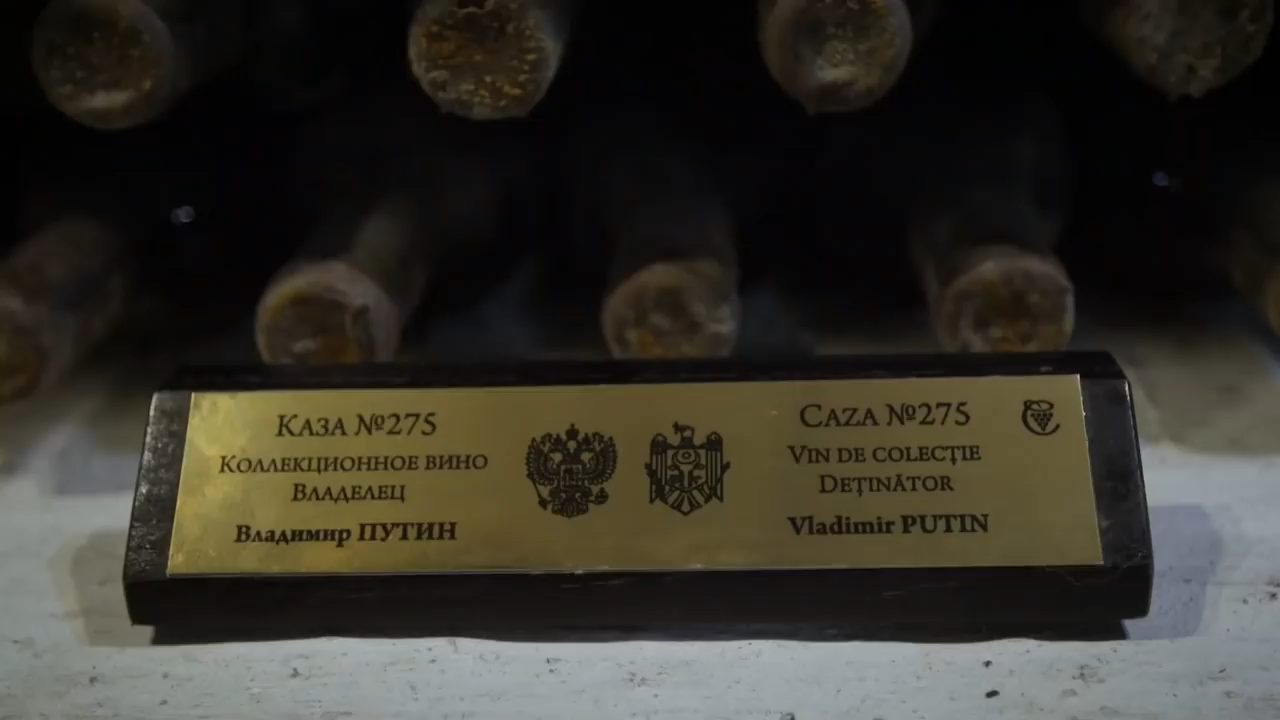 Каза №275
Коллекционное вино
Владелец
Владимир ПУТИН
Caza №275
Vin de colecție
Deținător
Vladimir PUTIN